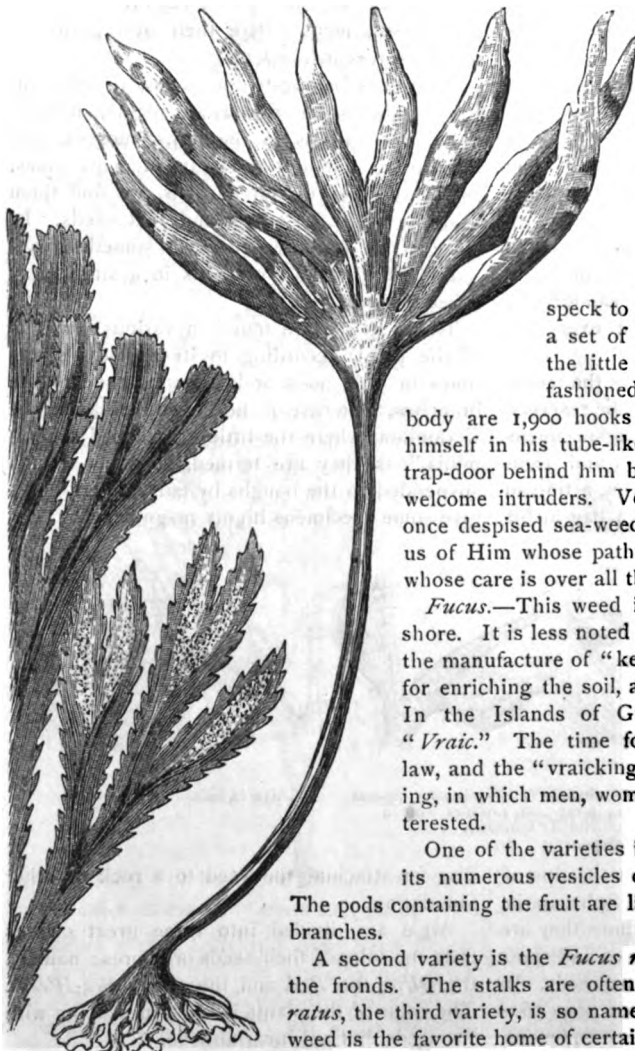 speck to
a set of
the little
fashioned
body are 1,900 hooks
himself in his tube-lik
trap-door behind him b
some intruders. V
once despised sea-weed
us of Him whose path
whose care is over all t
Fucus.—This weed i
shore. It is less noted
the manufacture of “ke
for enriching the soil, a
In the Islands of G
“Vraic.” The time fo
law, and the “vraicking
ing, in which men, wom
terested.
One of the varieties i
its numerous vesicles
The pods containing the fruit are l
branches.
A second variety is the Fucus
the fronds. The stalks are often
ratus, the third variety, is so name
weed is the favorite home of certai